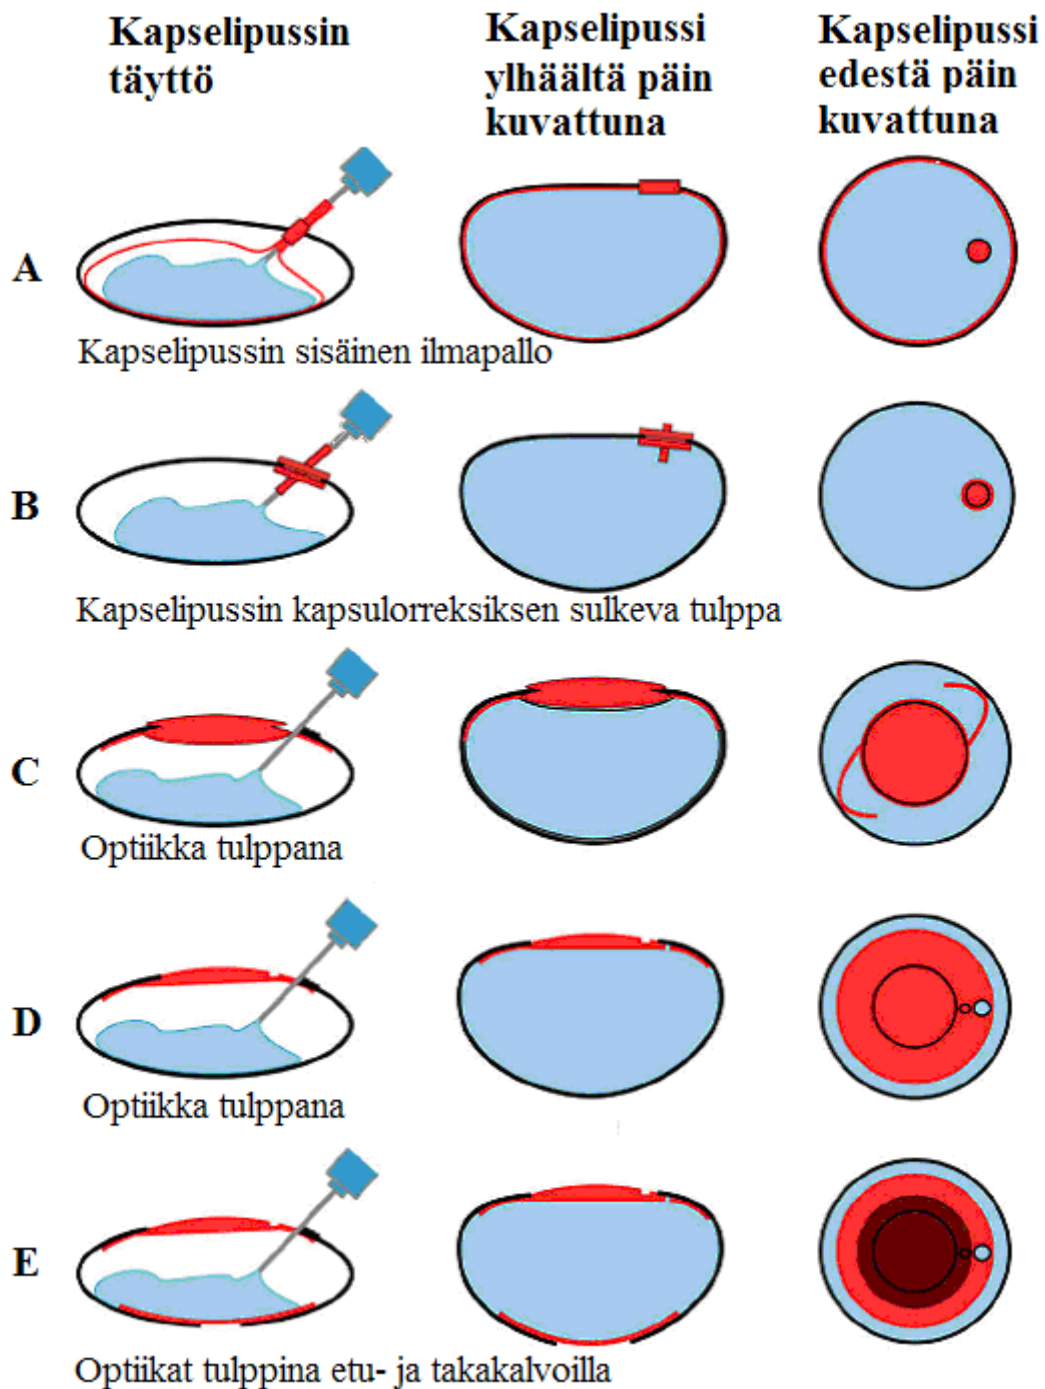 Kapselipussin
täyttö
Kapselipussi
ylhäältä päin
kuvattuna
Kapselipussi
edestä päin
kuvattuna
A
Kapselipussin sisäinen ilmapallo
B
Kapselipussin kapsulorreksiksen sulkeva tulppa
C
Optiikka tulppana
D
Optiikka tulppana
E
Optiikat tulppina etu- ja takakalvoilla